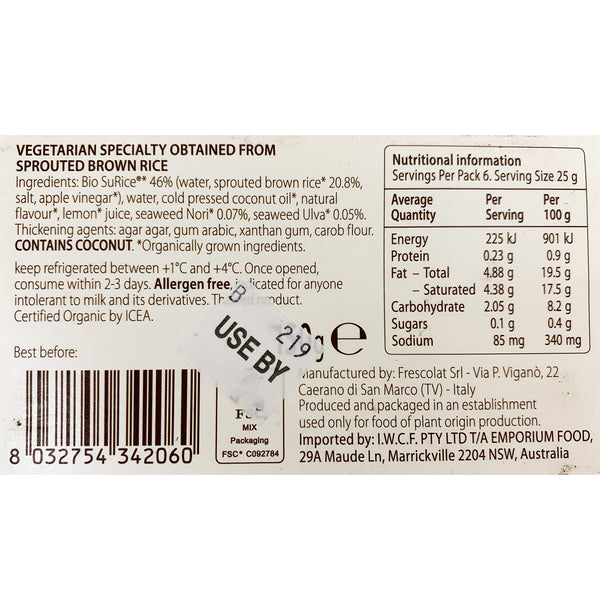 VEGETARIAN SPECIALTY OBTAINED FROM
SPROUTED BROWN RICE
Ingredients: Bio SuRice®* 46% (water, sprouted brown rice* 20.8%,
salt, apple vinegar*), water, cold pressed coconut oil*, natural
flavour*, lemon* juice, seaweed Nori* 0.07%, seaweed Ulva* 0.05%.
Thickening agents: agar agar, gum arabic, xanthan gum, carob flour.
CONTAINS COCONUT. *Organically grown ingredients.
keep refrigerated between +1°C and +4°C. Once opened,
consume within 2-3 days. Allergen free, indicated for anyone
intolerant to milk and its derivatives. product.
Certified Organic by ICEA.
Best before:
B 219
USE BY
g e
8 032754 342060
MIX
Packaging
FSC® C092784
Nutritional information
Servings Per Pack 6. Serving Size 25 g
Average Quantity Per Serving Per 100 g
Energy 225 kJ 901 kJ
Protein 0.23 g 0.9 g
Fat – Total 4.88 g 19.5 g
– Saturated 4.38 g 17.5 g
Carbohydrate 2.05 g 8.2 g
Sugars 0.1 g 0.4 g
Sodium 85 mg 340 mg
Manufactured by: Frescolat Srl - Via P. Viganò, 22
Caerano di San Marco (TV) - Italy
Produced and packaged in an establishment
used only for food of plant origin production.
Imported by: I.W.C.F. PTY LTD T/A EMPORIUM FOOD,
29A Maude Ln, Marrickville 2204 NSW, Australia